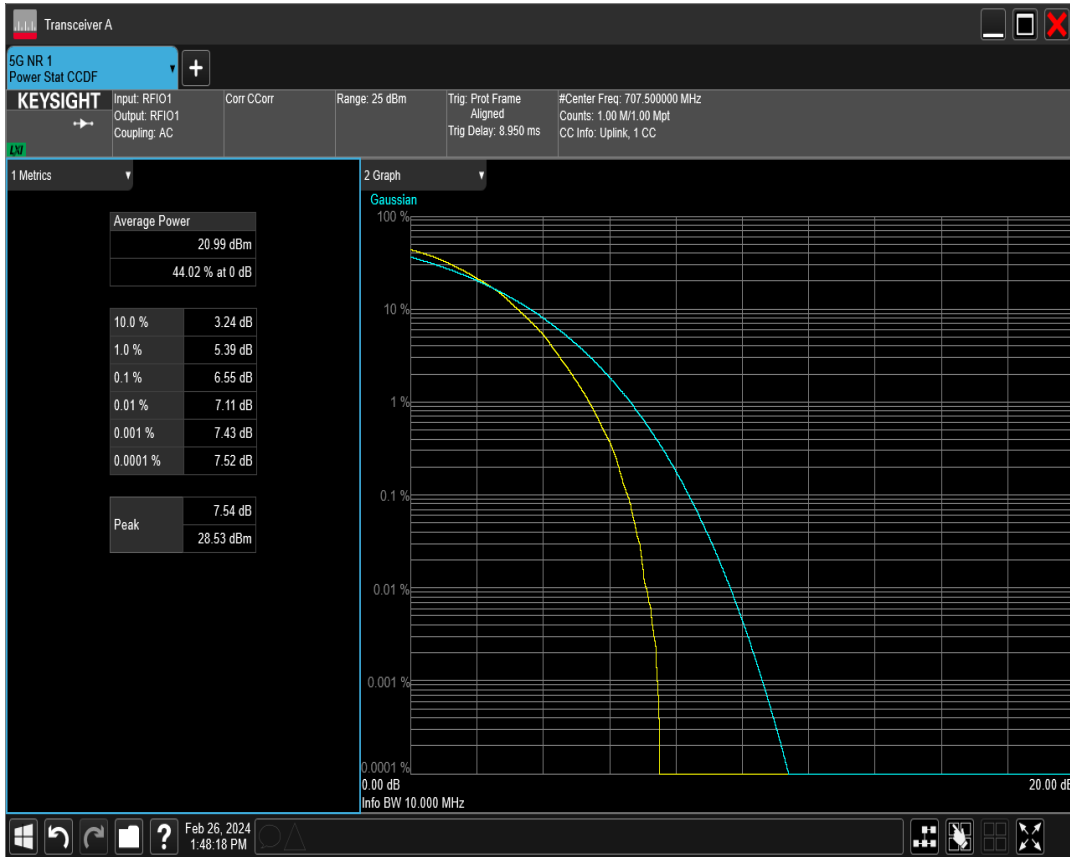 Transceiver A
5G NR 1
Power Stat CCDF
KEYSIGHT
LXI
Input: RFIO1
Output: RFIO1
Coupling: AC
Corr CCorr
Range: 25 dBm
Trig: Prot Frame
Aligned
Trig Delay: 8.950 ms
#Center Freq: 707.500000 MHz
Counts: 1.00 M/1.00 Mpt
CC Info: Uplink, 1 CC
1 Metrics
Average Power
20.99 dBm
44.02 % at 0 dB
10.0 % 3.24 dB
1.0 % 5.39 dB
0.1 % 6.55 dB
0.01 % 7.11 dB
0.001 % 7.43 dB
0.0001 % 7.52 dB
Peak
7.54 dB
28.53 dBm
2 Graph
Gaussian
100 %
10 %
1 %
0.1 %
0.01 %
0.001 %
0.0001 %
0.00 dB 20.00 dB
Info BW 10.000 MHz
?
Feb 26, 2024
1:48:18 PM